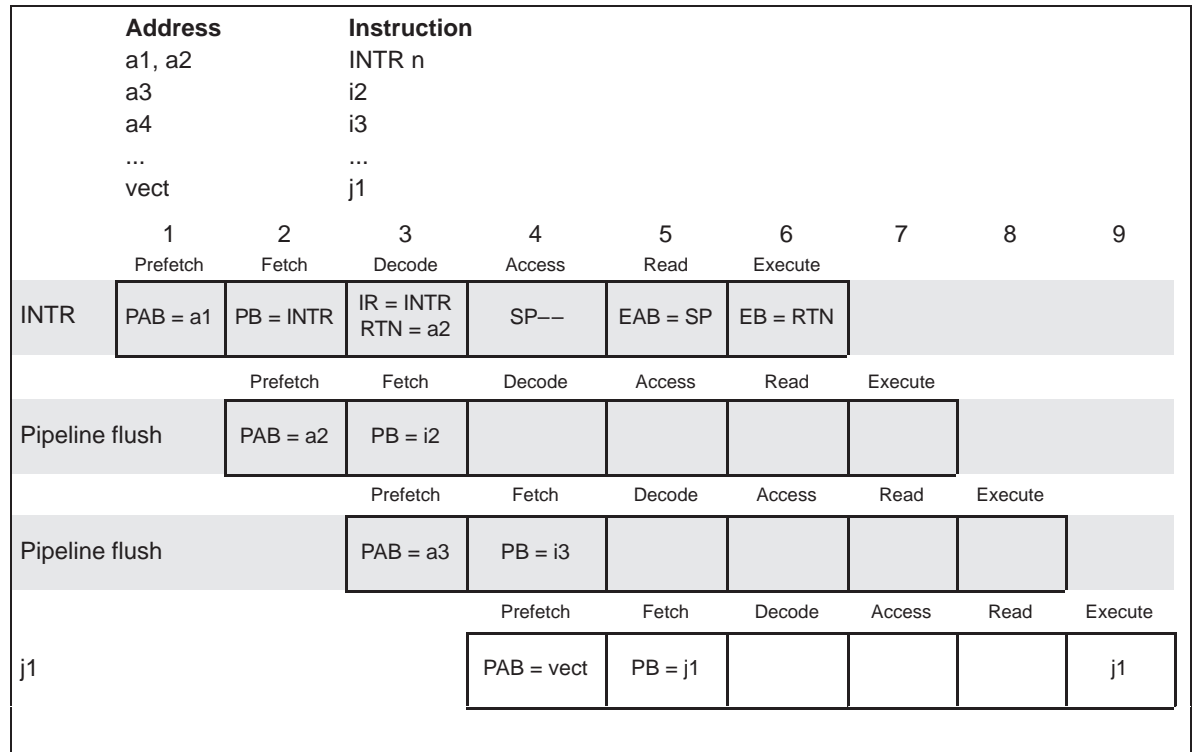 Address Instruction
a1, a2 INTR n
a3 i2
a4 i3
... ...
vect j1
1 2 3 4 5 6 7 8 9
Prefetch Fetch Decode Access Read Execute
INTR PAB = a1 PB = INTR IR = INTR RTN = a2 SP−− EAB = SP EB = RTN
Prefetch Fetch Decode Access Read Execute
Pipeline flush PAB = a2 PB = i2
Prefetch Fetch Decode Access Read Execute
Pipeline flush PAB = a3 PB = i3
Prefetch Fetch Decode Access Read Execute
j1 PAB = vect PB = j1 j1